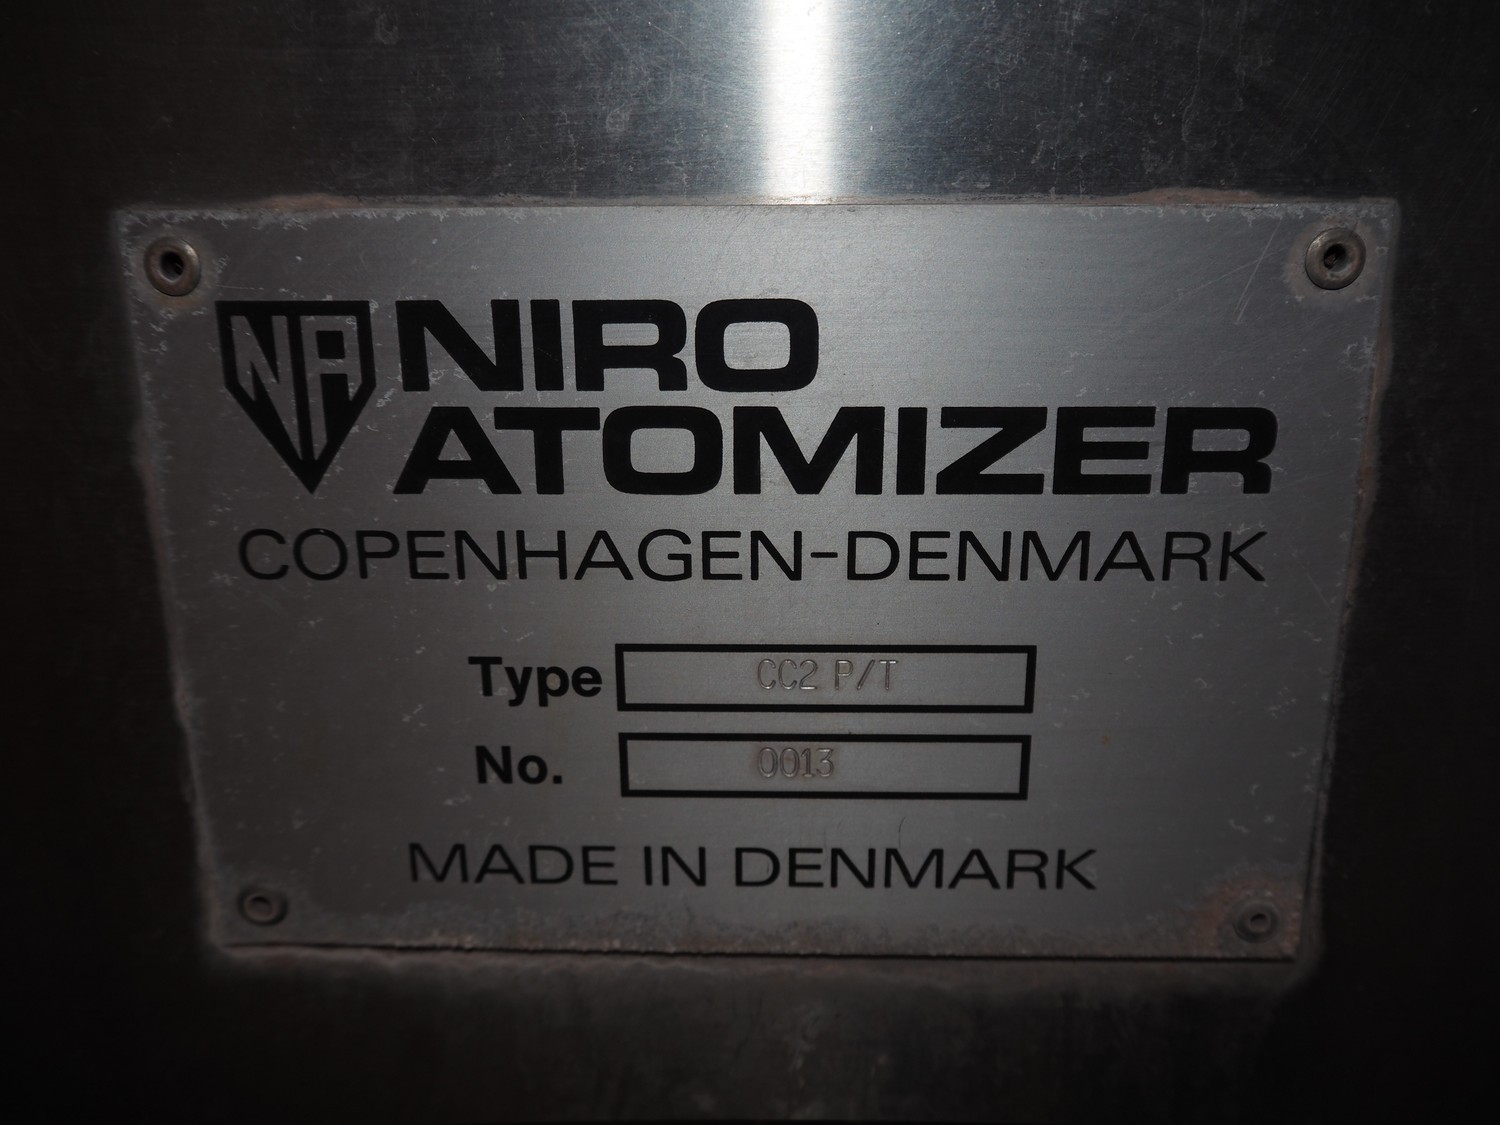 NA NIRO
ATOMIZER
COPENHAGEN-DENMARK
Type CC2 P/T
No. 0013
MADE IN DENMARK